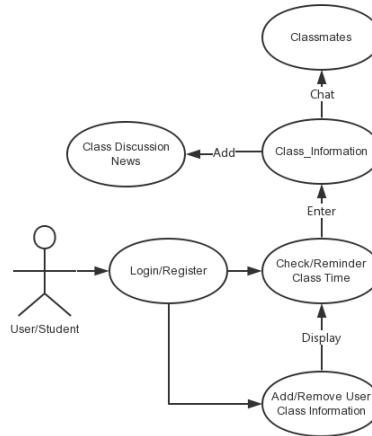 Classmates
Chat
Class Discussion
News
Add
Class_Information
Enter
Login/Register
Check/Reminder
Class Time
User/Student
Display
Add/Remove User
Class Information